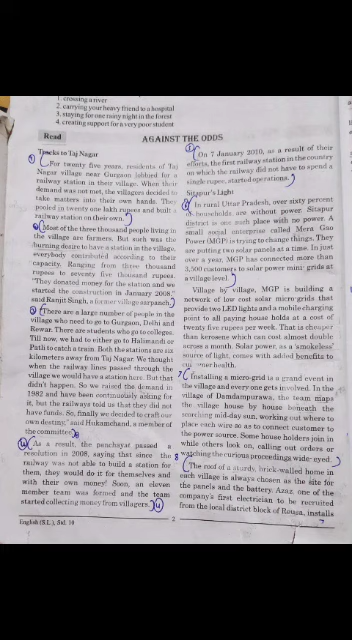 1. crossing a river
2. carrying your heavy friend to a hospital
3. staying for one many night in the forest
4. creating support for a very poor student
Read
AGAINST THE ODDS
Tracks to Taj Nagar
For twenty five years, residents of Taj
Nagar village near Gurgaon lobbied for a
railway station in their village. When their
demand was not met, the villagers decided to
take matters into their own hands. They
pooled in twenty one lakh rupees and built a
railway station on their own.
Most of the three thousand people living in
the village are farmers. But such was the
burning desire to have a station in the village,
everybody contributed according to their
capacity. Ranging from three thousand
rupees to seventy five thousand rupees.
"They donated money for the station and we
started the construction in January 2008,"
said Ranjit Singh, a former village sarpanch.
There are a large number of people in the
village who need to go to Gurgaon, Delhi and
Rewar. There are students who go to colleges.
Till now, we had to either go to Halimandi or
Patli to catch a train. Both the stations are six
kilometers away from Taj Nagar. We thought
when the railway lines passed through the
village we would have a station here. But that
didn't happen. So we raised the demand in
1982 and have been continuously asking for
it, but the railways told us that they did not
have funds. So, finally we decided to craft our
own destiny," said Hukamchand, a member of
the committee.
As a result, the panchayat passed a
resolution in 2008, saying that since the
railway was not able to build a station for
them, they would do it for themselves and
with their own money! Soon, an eleven
member team was formed and the team
started collecting money from villagers.
On 7 January 2010, as a result of their
efforts, the first railway station in the country
on which the railway did not have to spend a
single rupee, started operations.
Sitapur's Light
In rural Uttar Pradesh, over sixty percent
of households are without power. Sitapur
district is one such place with no power. A
small social enterprise called Mera Gao
Power (MGP) is trying to change things. They
are putting two solar panels at a time. In just
over a year, MGP has connected more than
3,500 customers to solar power mini-grids at
a village level.
Village by village, MGP is building a
network of low cost solar micro-grids that
provide two LED lights and a mobile charging
point to all paying house holds at a cost of
twenty five rupees per week. That is cheaper
than kerosene which can cost almost double
across a month. Solar power, as a 'smokeless'
source of light, comes with added benefits to
health.
Installing a micro-grid is a grand event in
the village and every one gets involved. In the
village of Damdampurawa, the team maps
the village house by house beneath the
scorching mid-day sun, working out where to
place each wire so as to connect customer to
the power source. Some house holders join in
while others look on, calling out orders or
watching the curious proceedings wide-eyed.
The roof of a sturdy, brick-walled home in
each village is always chosen as the site for
the panels and the battery. Azag, one of the
company's first electrician to be recruited
from the local district block of Reusa, installs
English (S.L.), Std. 10
2